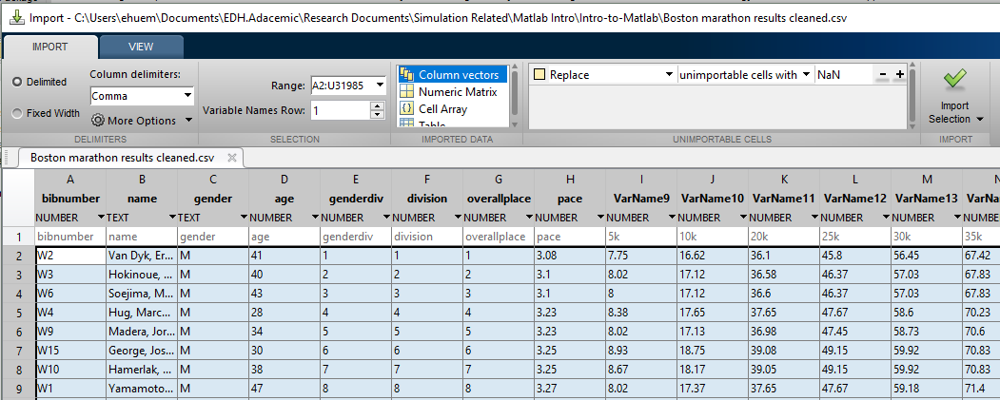 Import - C:\Users\ehuem\Documents\EDH.Adacemic\Research Documents\Simulation Related\Matlab Intro\Intro-to-Matlab\Boston marathon results cleaned.csv
IMPORT VIEW
Delimited
Fixed Width
Column delimiters:
Comma
More Options
DELIMITERS
Range: A2:U31985
Variable Names Row: 1
SELECTION
Column vectors
Numeric Matrix
{} Cell Array
Table
IMPORTED DATA
Replace unimportable cells with NaN - +
UNIMPORTABLE CELLS
Import
Selection
IMPORT
Boston marathon results cleaned.csv
A B C D E F G H I J K L M N
bibnumber name gender age genderdiv division overallplace pace VarName9 VarName10 VarName11 VarName12 VarName13
NUMBER TEXT TEXT NUMBER NUMBER NUMBER NUMBER NUMBER NUMBER NUMBER NUMBER NUMBER NUMBER NUMBER
1 bibnumber name gender age genderdiv division overallplace pace 5k 10k 20k 25k 30k 35k
2 W2 Van Dyk, Er... M 41 1 1 1 3.08 7.75 16.62 36.1 45.8 56.45 67.42
3 W3 Hokinoue, ... M 40 2 2 2 3.1 8.02 17.12 36.58 46.37 57.03 67.83
4 W6 Soejima, M... M 43 3 3 3 3.1 8 17.12 36.6 46.37 57.03 67.83
5 W4 Hug, Marc... M 28 4 4 4 3.23 8.38 17.65 37.65 47.67 58.6 70.23
6 W9 Madera, Jor... M 34 5 5 5 3.23 8.02 17.13 36.98 47.45 58.73 70.6
7 W15 George, Jos... M 30 6 6 6 3.25 8.93 18.75 39.08 49.15 59.92 70.83
8 W10 Hamerlak, ... M 38 7 7 7 3.25 8.67 18.17 39.05 49.15 59.92 70.83
9 W1 Yamamoto... M 47 8 8 8 3.27 8.02 17.37 37.65 47.67 59.18 71.4